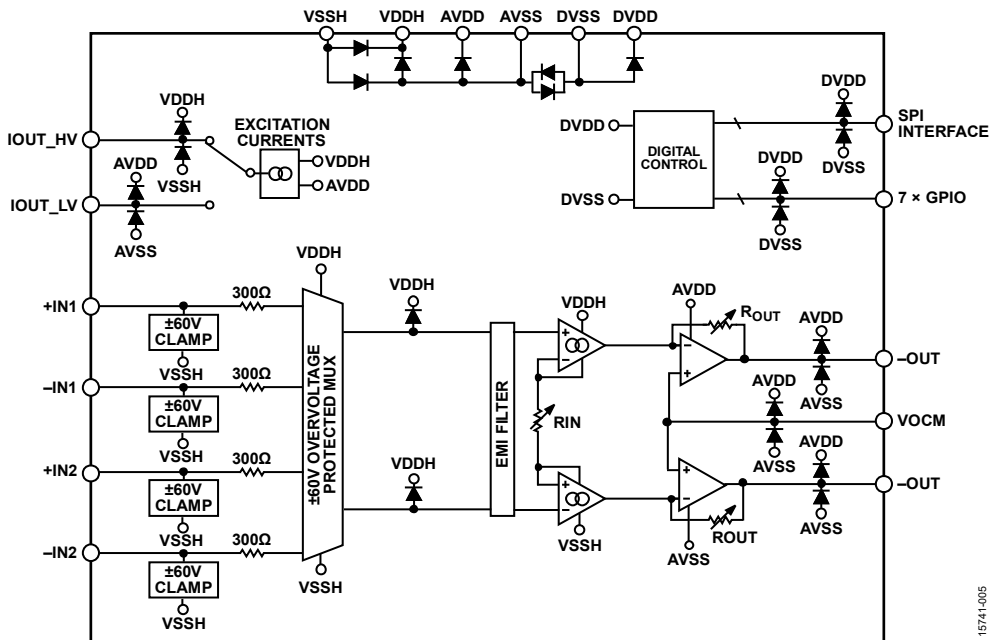 VSSH VDDH AVDD AVSS DVSS DVDD
VDDH
IOUT_HV
VSSH
EXCITATION
CURRENTS
VDDH
AVDD
AVDD
IOUT_LV
AVSS
DVDD
DVSS
DIGITAL
CONTROL
DVDD
SPI
INTERFACE
DVSS
DVDD
7 × GPIO
DVSS
+IN1
300Ω
±60V
CLAMP
VSSH
–IN1
300Ω
±60V
CLAMP
VSSH
+IN2
300Ω
±60V
CLAMP
VSSH
–IN2
300Ω
±60V
CLAMP
VSSH
VDDH
±60V OVERVOLTAGE
PROTECTED MUX
VSSH
VDDH
VDDH
EMI FILTER
VDDH
+
–
RIN
+
–
VSSH
AVDD
ROUT
–
+
+
–
ROUT
AVSS
AVDD
–OUT
AVSS
AVDD
VOCM
AVSS
AVDD
–OUT
AVSS
15741-005